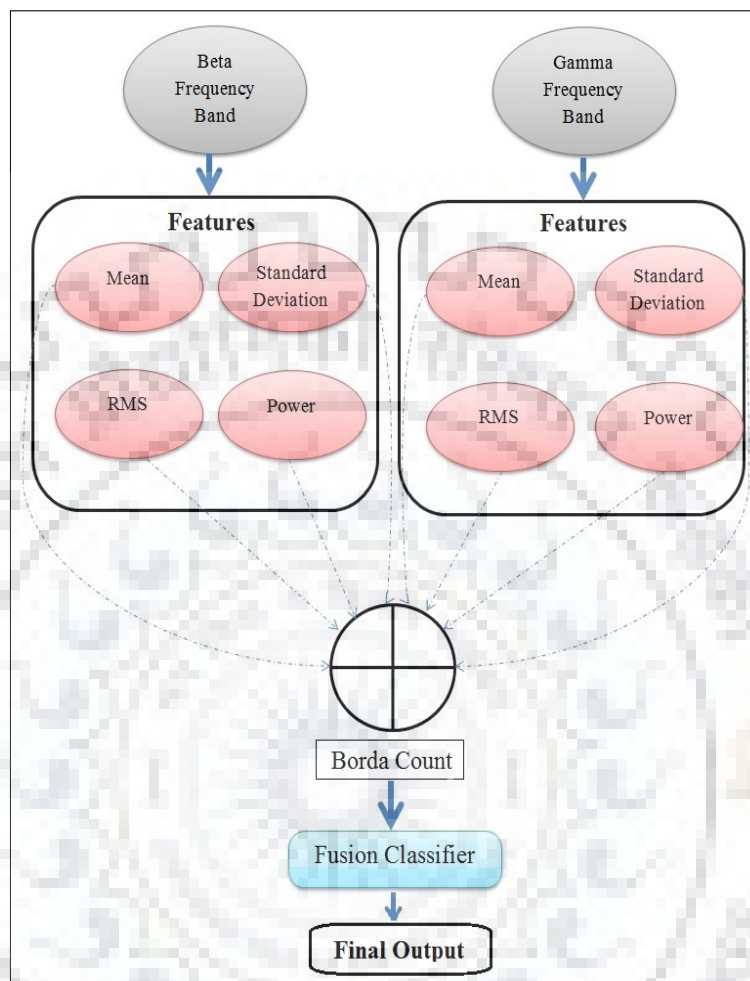 Beta
Frequency
Band
Gamma
Frequency
Band
Features
Mean
Standard
Deviation
RMS
Power
Features
Mean
Standard
Deviation
RMS
Power
Borda Count
Fusion Classifier
Final Output